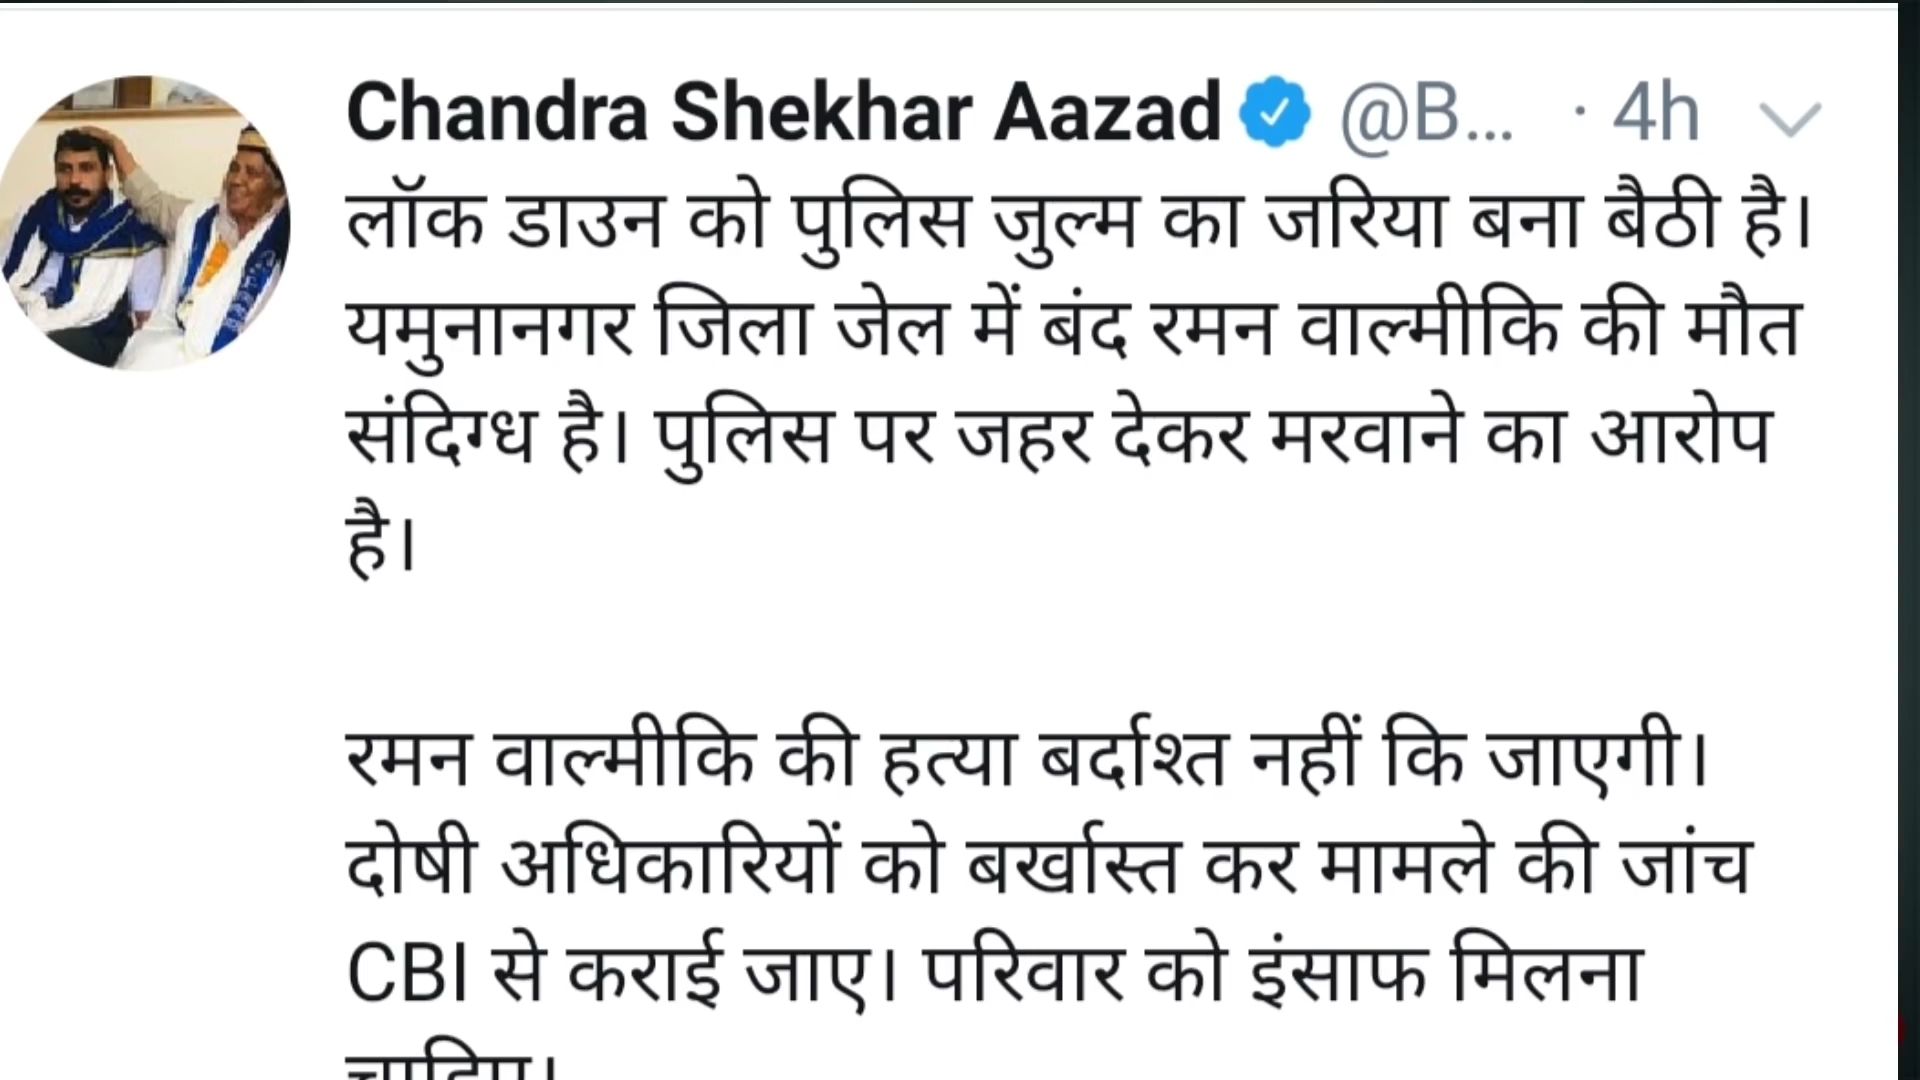 Chandra Shekhar Aazad @B... · 4h
लॉक डाउन को पुलिस जुल्म का जरिया बना बैठी है।
यमुनानगर जिला जेल में बंद रमन वाल्मीकि की मौत
संदिग्ध है। पुलिस पर जहर देकर मरवाने का आरोप
है।
रमन वाल्मीकि की हत्या बर्दाश्त नहीं कि जाएगी।
दोषी अधिकारियों को बर्खास्त कर मामले की जांच
CBI से कराई जाए। परिवार को इंसाफ मिलना